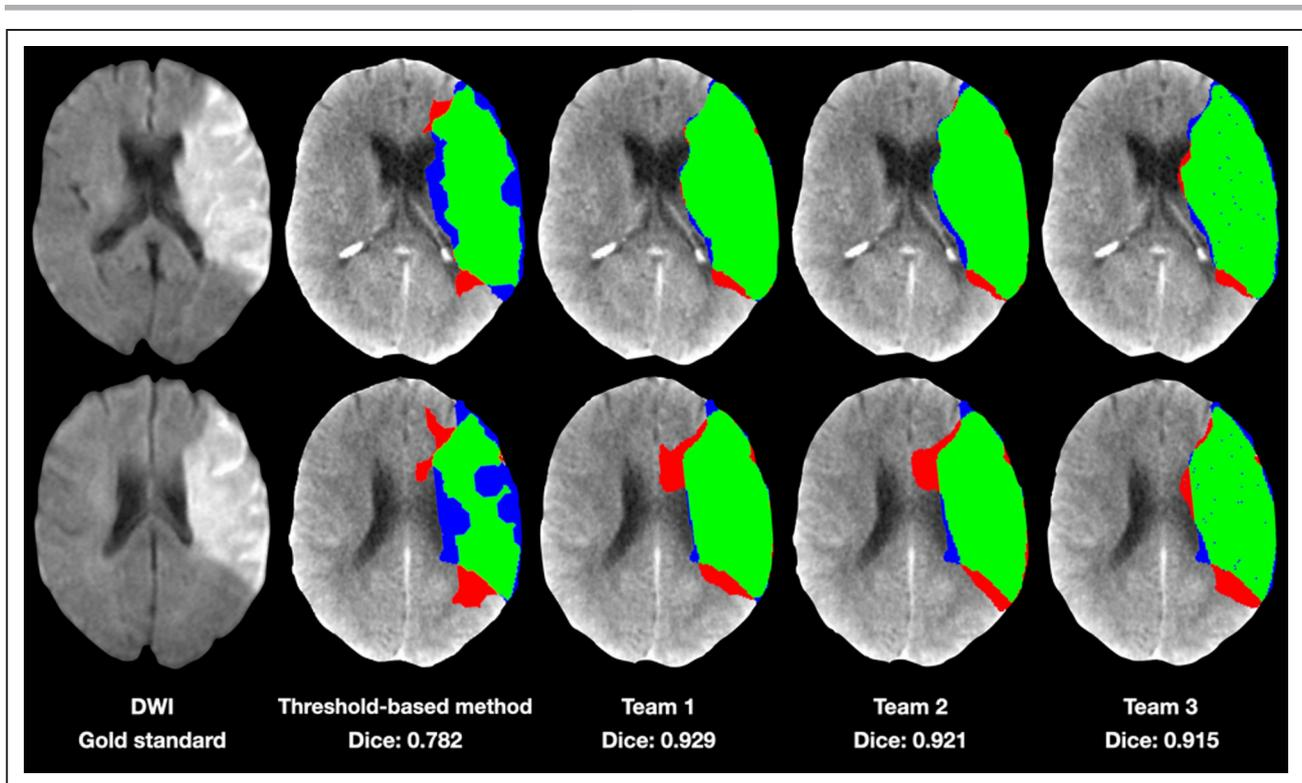 DWI
Gold standard
Threshold-based method
Dice: 0.782
Team 1
Dice: 0.929
Team 2
Dice: 0.921
Team 3
Dice: 0.915